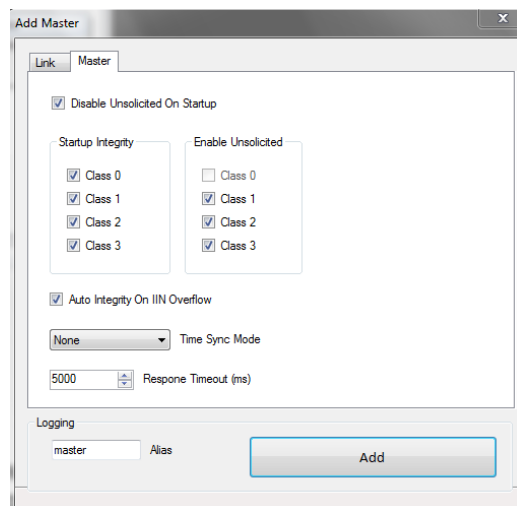 Add Master
x
Link Master
Disable Unsolicited On Startup
Startup Integrity Enable Unsolicited
Class 0 Class 0
Class 1 Class 1
Class 2 Class 2
Class 3 Class 3
Auto Integrity On IIN Overflow
None Time Sync Mode
5000 Respone Timeout (ms)
Logging
master Alias Add